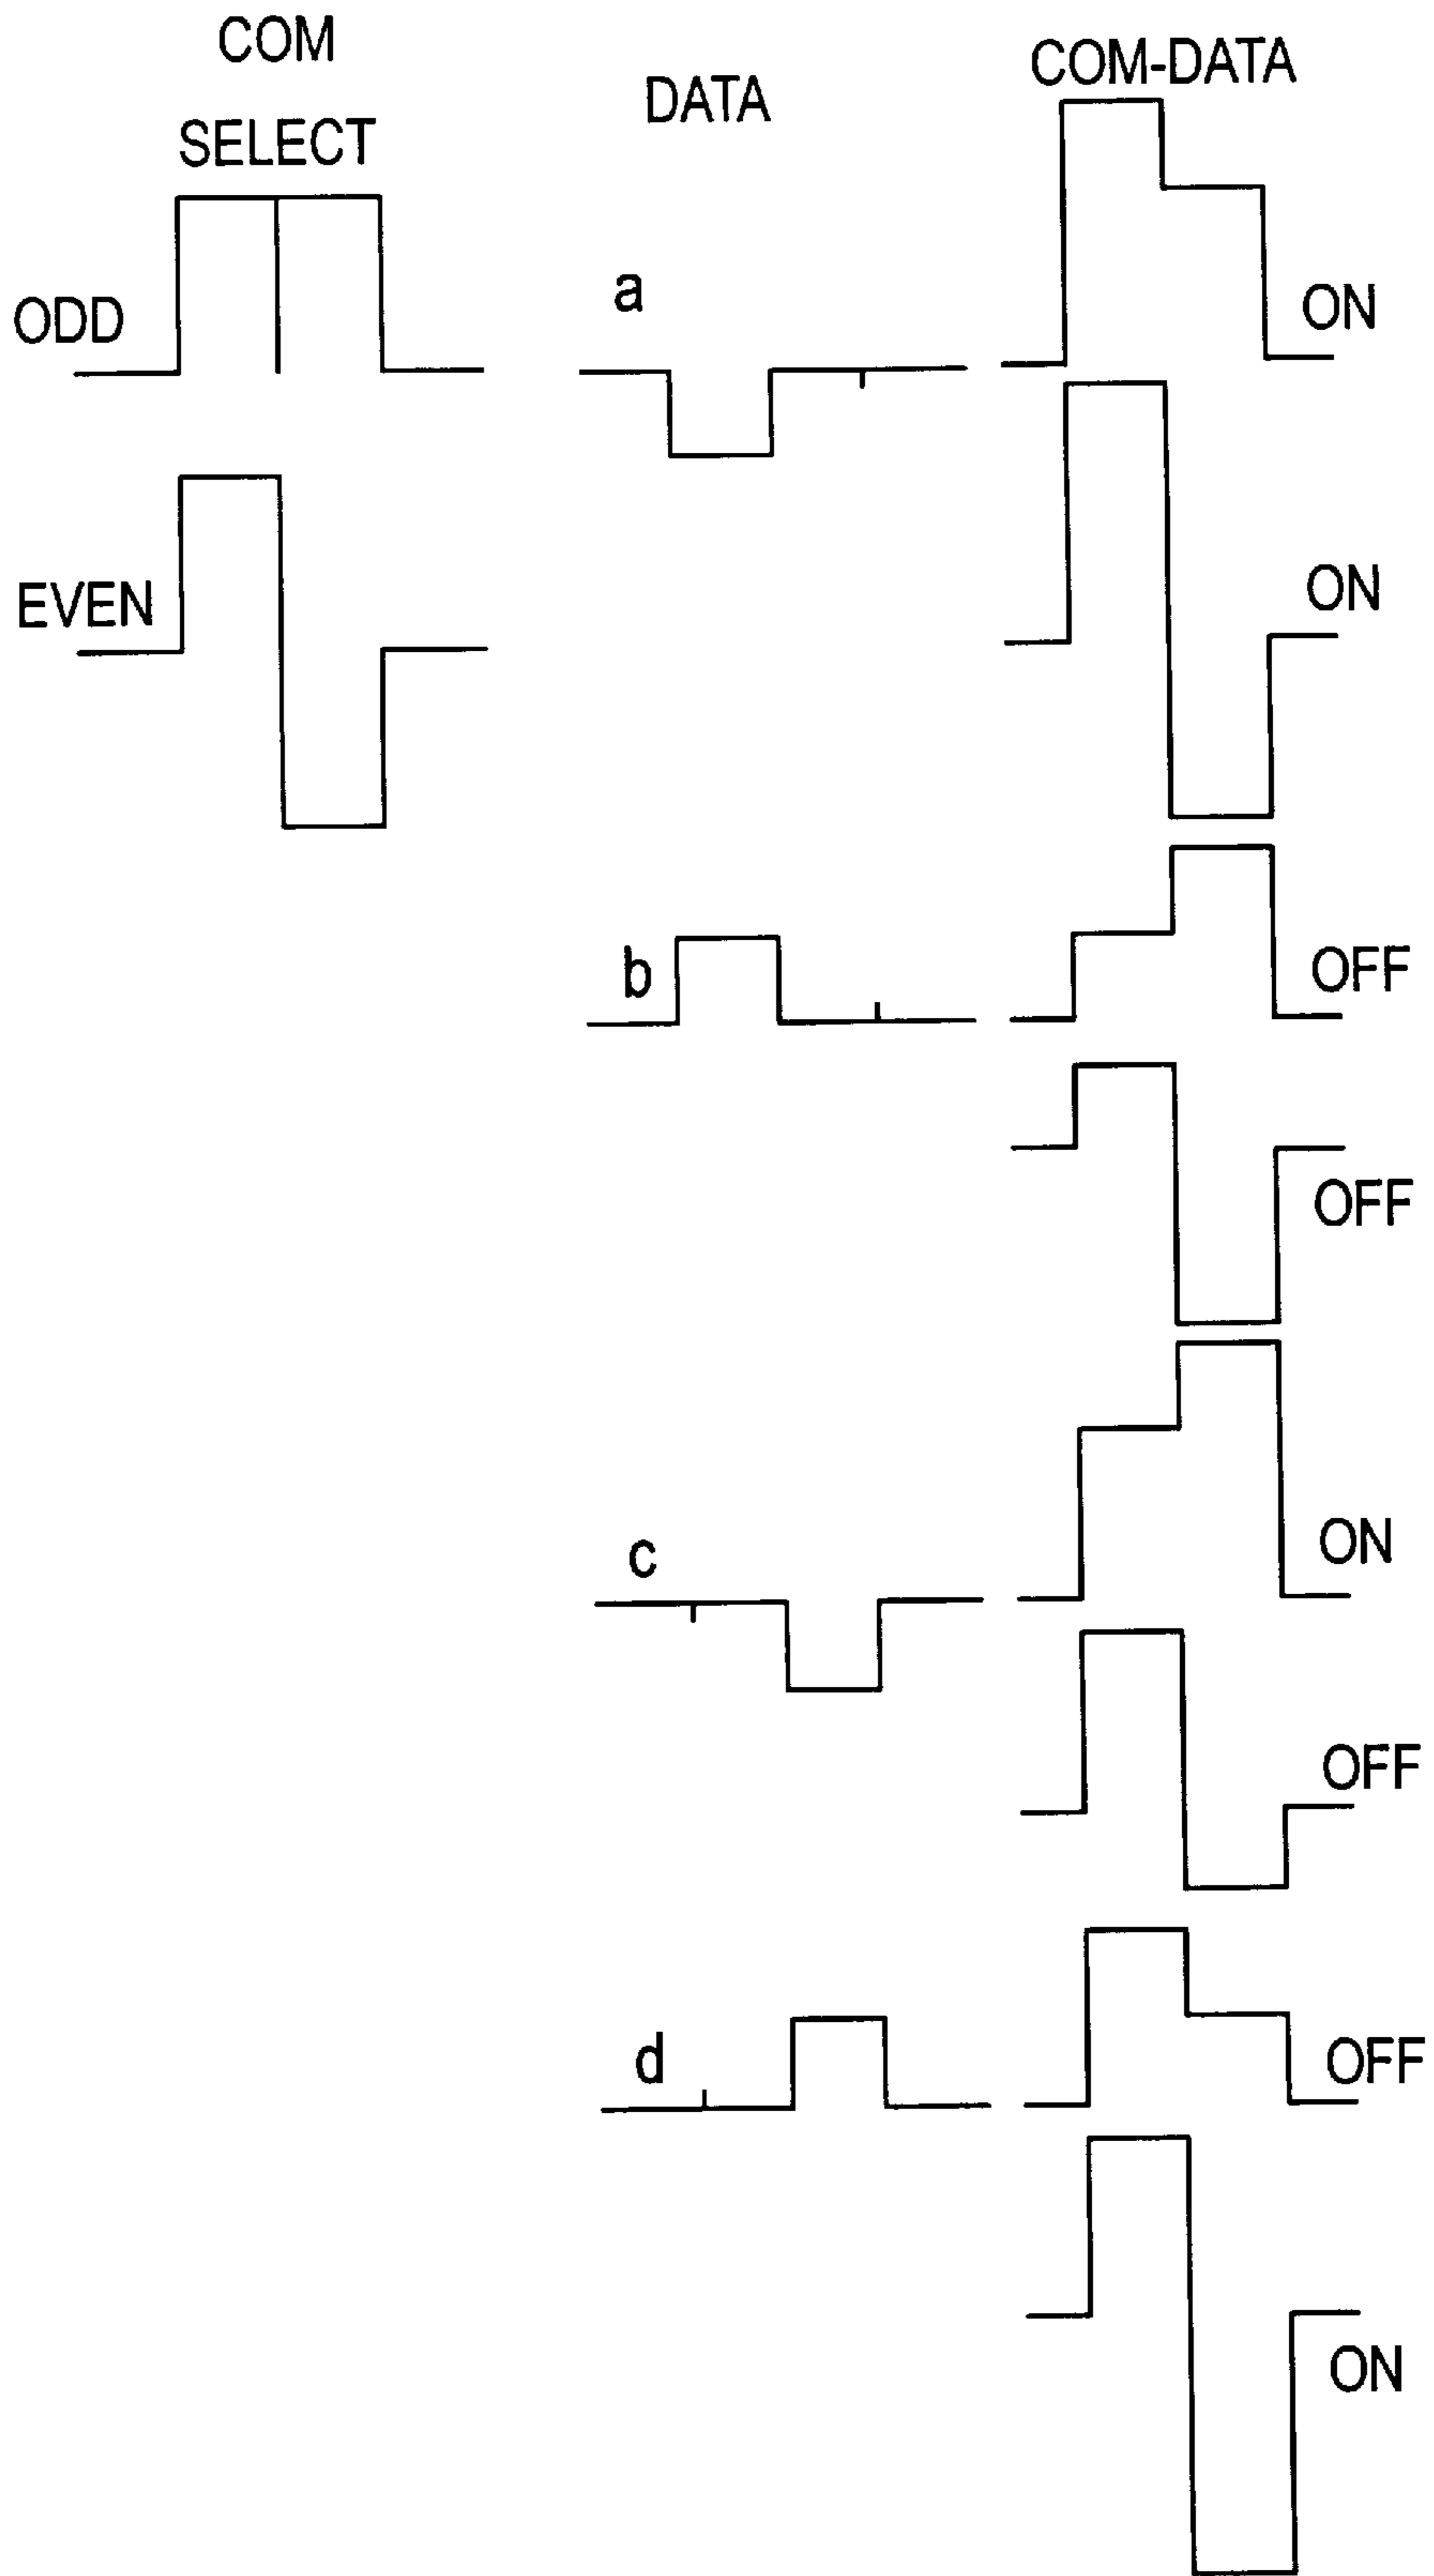 COM
SELECT
DATA
COM-DATA
ODD
a
ON
EVEN
ON
b
OFF
OFF
c
ON
OFF
d
OFF
ON